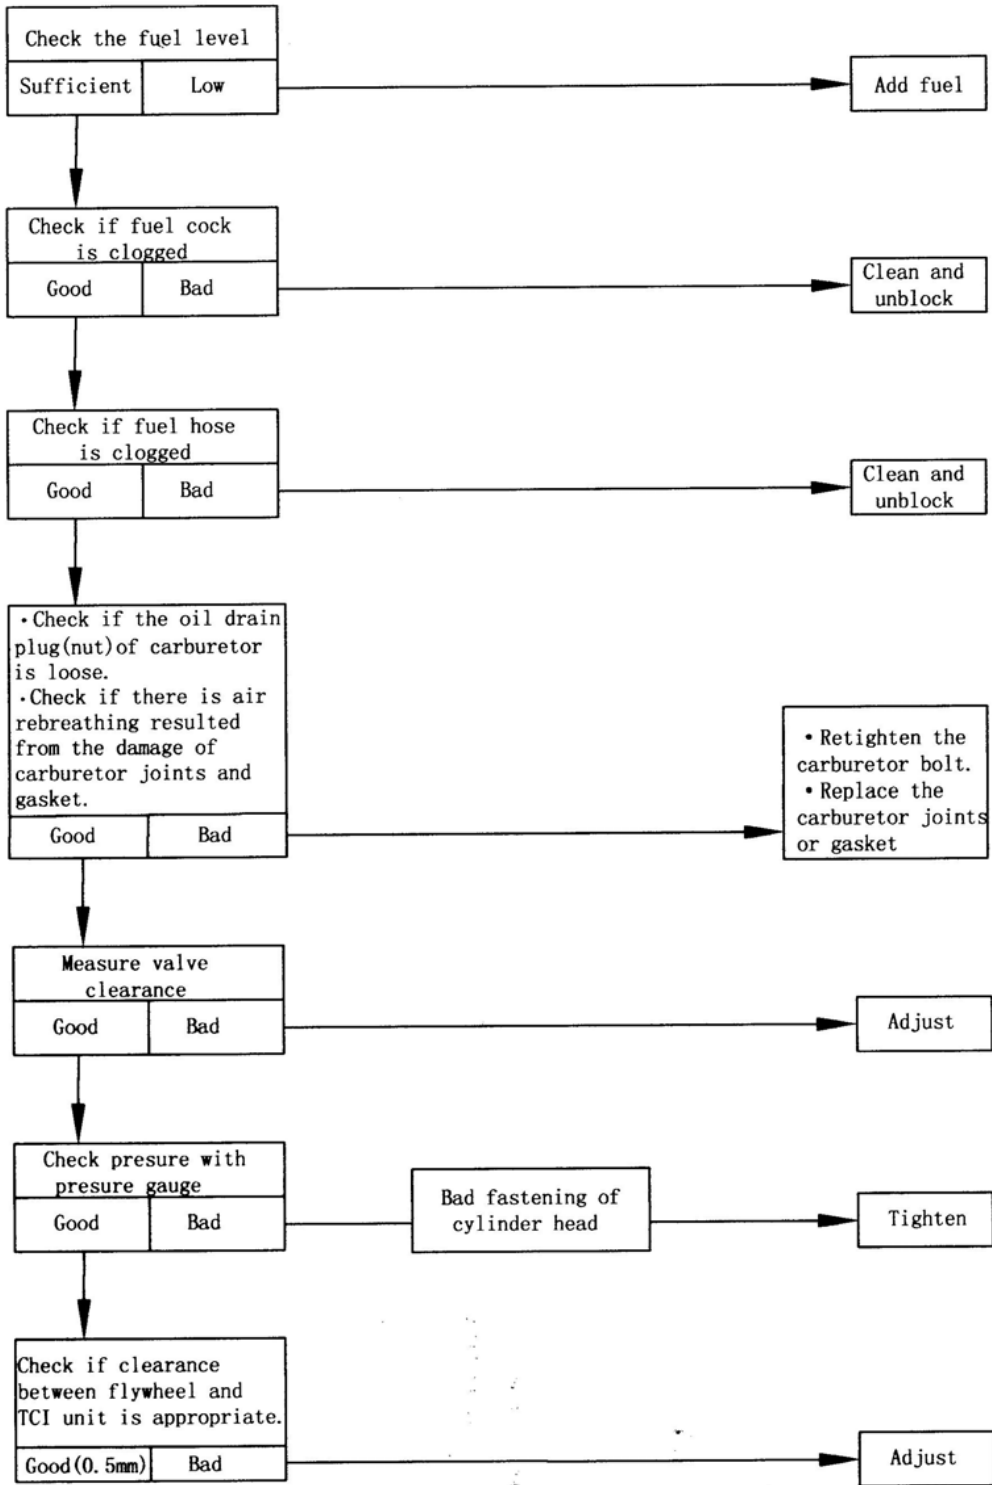 Check the fuel level
Sufficient
Low
Add fuel
Check if fuel cock
is clogged
Good
Bad
Clean and
unblock
Check if fuel hose
is clogged
Good
Bad
Clean and
unblock
·Check if the oil drain
plug(nut)of carburetor
is loose.
·Check if there is air
rebreathing resulted
from the damage of
carburetor joints and
gasket.
Good
Bad
•Retighten the
carburetor bolt.
•Replace the
carburetor joints
or gasket
Measure valve
clearance
Good
Bad
Adjust
Check presure with
presure gauge
Good
Bad
Bad fastening of
cylinder head
Tighten
Check if clearance
between flywheel and
TCI unit is appropriate.
Good(0.5mm)
Bad
Adjust